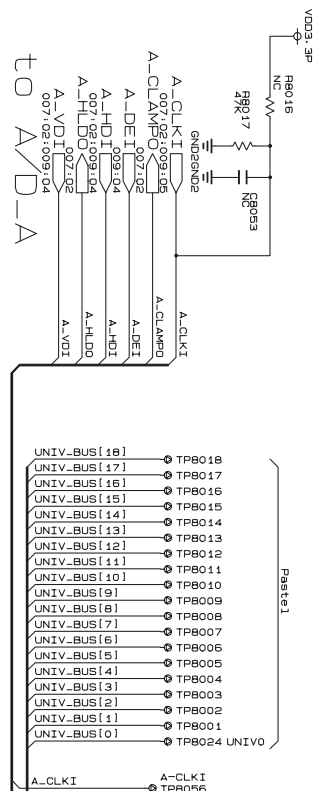 VDD3.3P
R8016
NC
R8017
47K
C8053
NC
GND2
GND2
A_CLKI
007:02:009:05
A_CLAMPO
007:02
A_DEI
007:02:009:04
A_HDI
007:02:009:04
A_HLDO
007:02
A_VDI
007:02:009:04
to A/D_A
A_CLKI
A_CLAMPO
A_DEI
A_HDI
A_HLDO
A_VDI
UNIV_BUS[18] TP8018
UNIV_BUS[17] TP8017
UNIV_BUS[16] TP8016
UNIV_BUS[15] TP8015
UNIV_BUS[14] TP8014
UNIV_BUS[13] TP8013
UNIV_BUS[12] TP8012
UNIV_BUS[11] TP8011
UNIV_BUS[10] TP8010
UNIV_BUS[9] TP8009
UNIV_BUS[8] TP8008
UNIV_BUS[7] TP8007
UNIV_BUS[6] TP8006
UNIV_BUS[5] TP8005
UNIV_BUS[4] TP8004
UNIV_BUS[3] TP8003
UNIV_BUS[2] TP8002
UNIV_BUS[1] TP8001
UNIV_BUS[0] TP8024 UNIV0
Pastel
A_CLKI
A-CLKI
TP8056